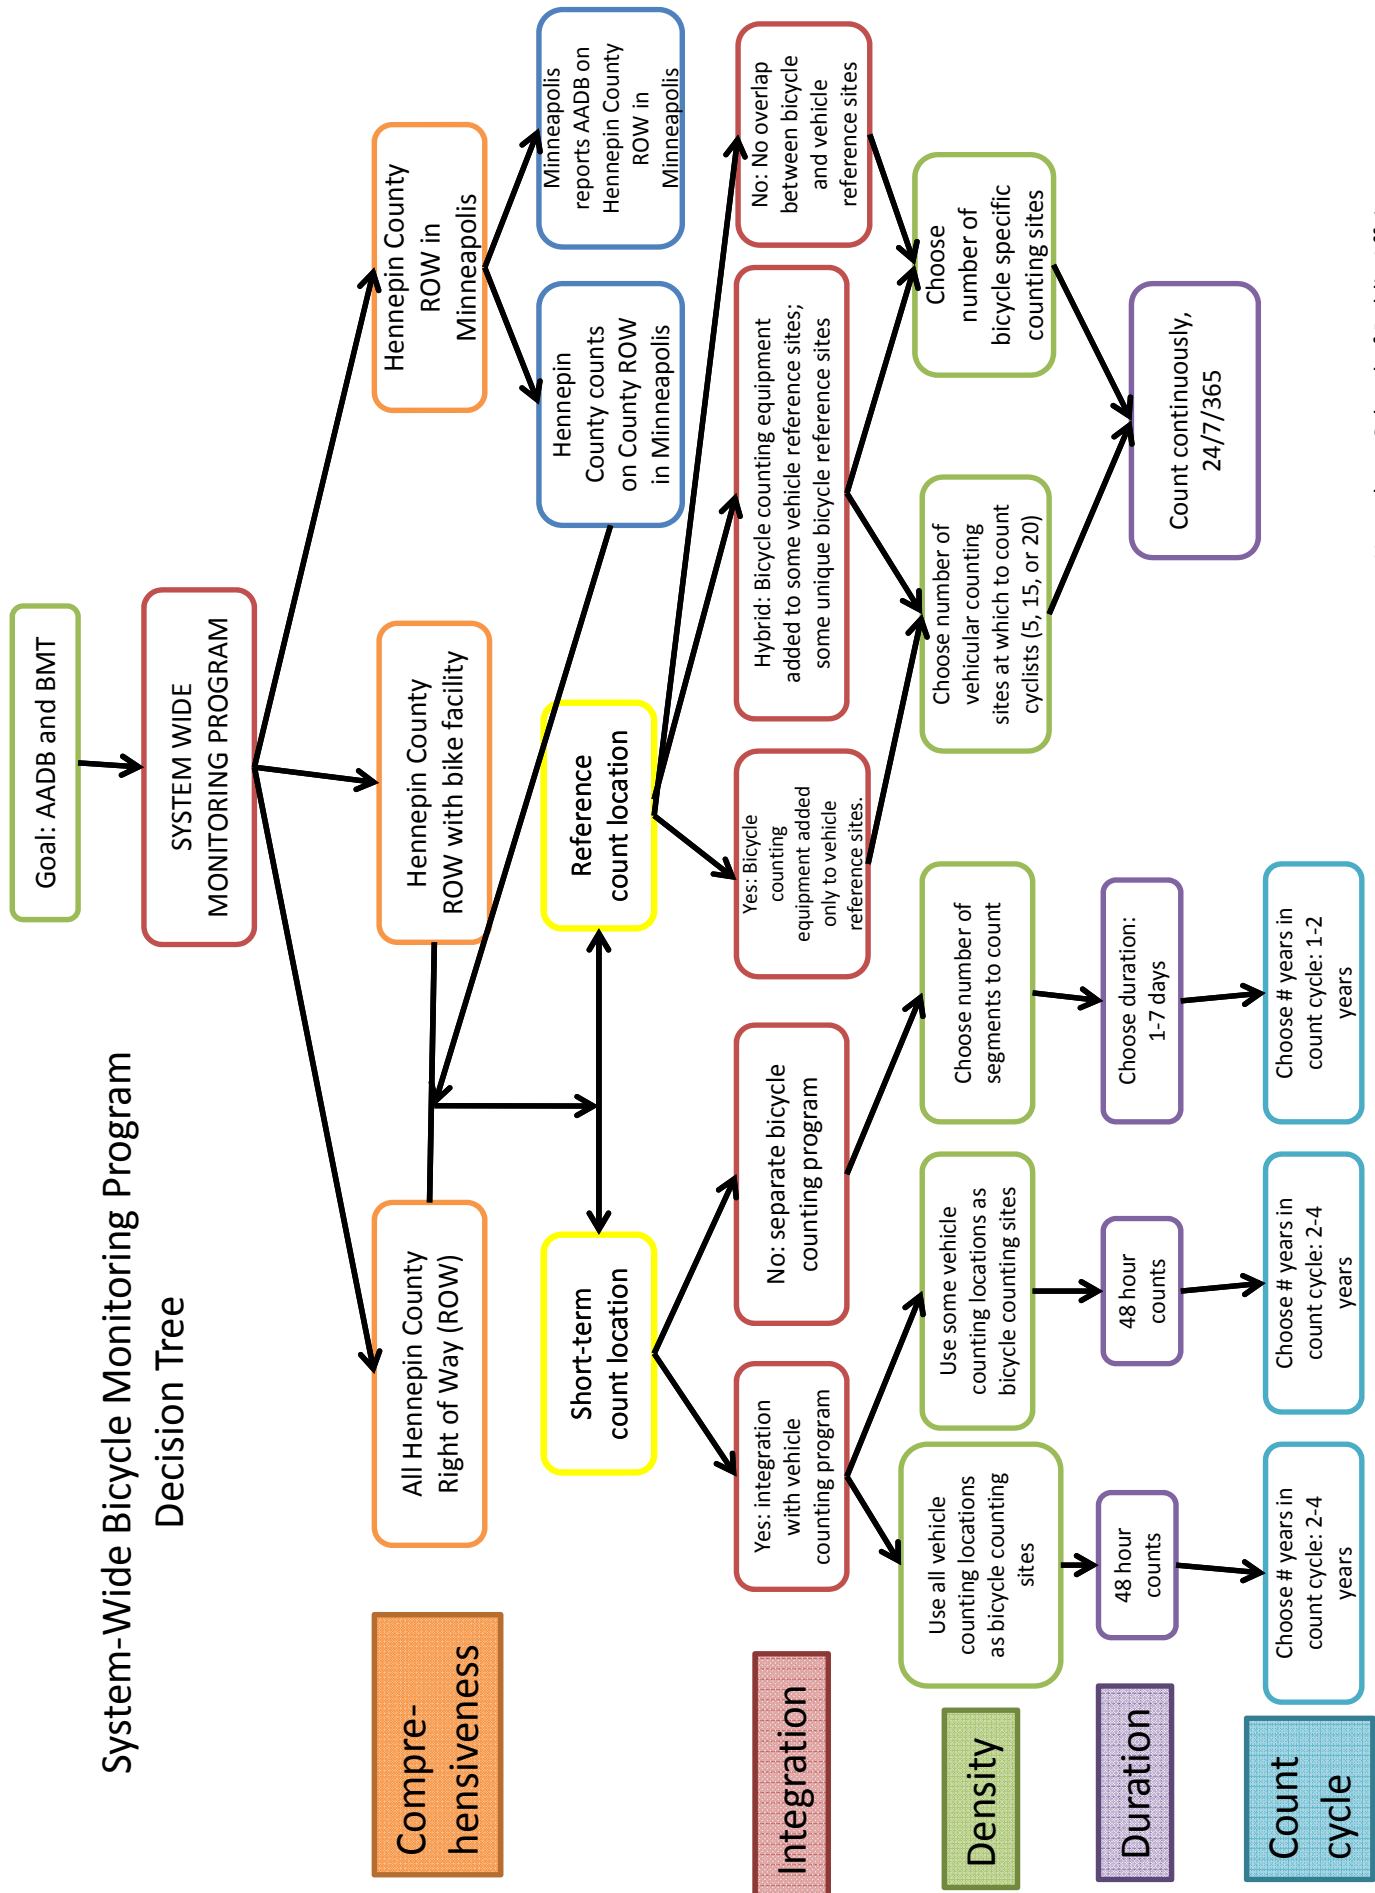 System-Wide Bicycle Monitoring Program
Decision Tree
Goal: AADB and BMT
SYSTEM WIDE
MONITORING PROGRAM
Compre-
hensiveness
All Hennepin County
Right of Way (ROW)
Hennepin County
ROW with bike facility
Hennepin County
ROW in
Minneapolis
Hennepin
County counts
on County ROW
in Minneapolis
Minneapolis
reports AADB on
Hennepin County
ROW in
Minneapolis
Short-term
count location
Reference
count location
Integration
Yes: integration
with vehicle
counting program
No: separate bicycle
counting program
Yes: Bicycle
counting
equipment added
only to vehicle
reference sites.
Hybrid: Bicycle counting equipment
added to some vehicle reference sites;
some unique bicycle reference sites
No: No overlap
between bicycle
and vehicle
reference sites
Density
Use all vehicle
counting locations
as bicycle counting
sites
Use some vehicle
counting locations as
bicycle counting sites
Choose number of
segments to count
Choose number of
vehicular counting
sites at which to count
cyclists (5, 15, or 20)
Choose
number of
bicycle specific
counting sites
Duration
48 hour
counts
48 hour
counts
Choose duration:
1-7 days
Count continuously,
24/7/365
Count
cycle
Choose # years in
count cycle: 2-4
years
Choose # years in
count cycle: 2-4
years
Choose # years in
count cycle: 1-2
years